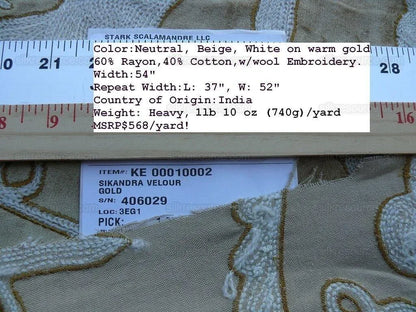 STARK SCALAMANDRE LLC
Color:Neutral, Beige, White on warm gold
60% Rayon,40% Cotton,w/wool Embroidery.
Width:54"
Repeat Width:L: 37", W: 52"
Country of Origin:India
Weight: Heavy, 1lb 10 oz (740g)/yard
MSRP$568/yard!
ITEM#: KE 00010002
SIKANDRA VELOUR
GOLD
S/N: 406029
LOC: 3EG1
PICK: